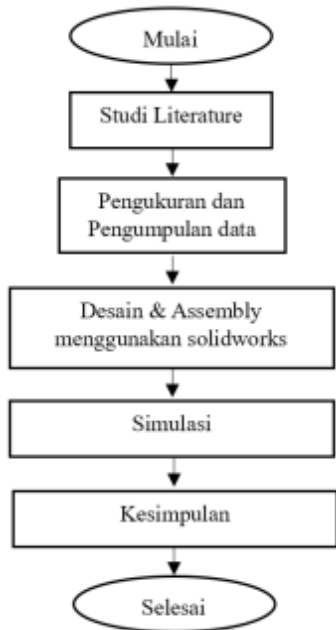 Mulai
Studi Literature
Pengukuran dan
Pengumpulan data
Desain & Assembly
menggunakan solidworks
Simulasi
Kesimpulan
Selesai